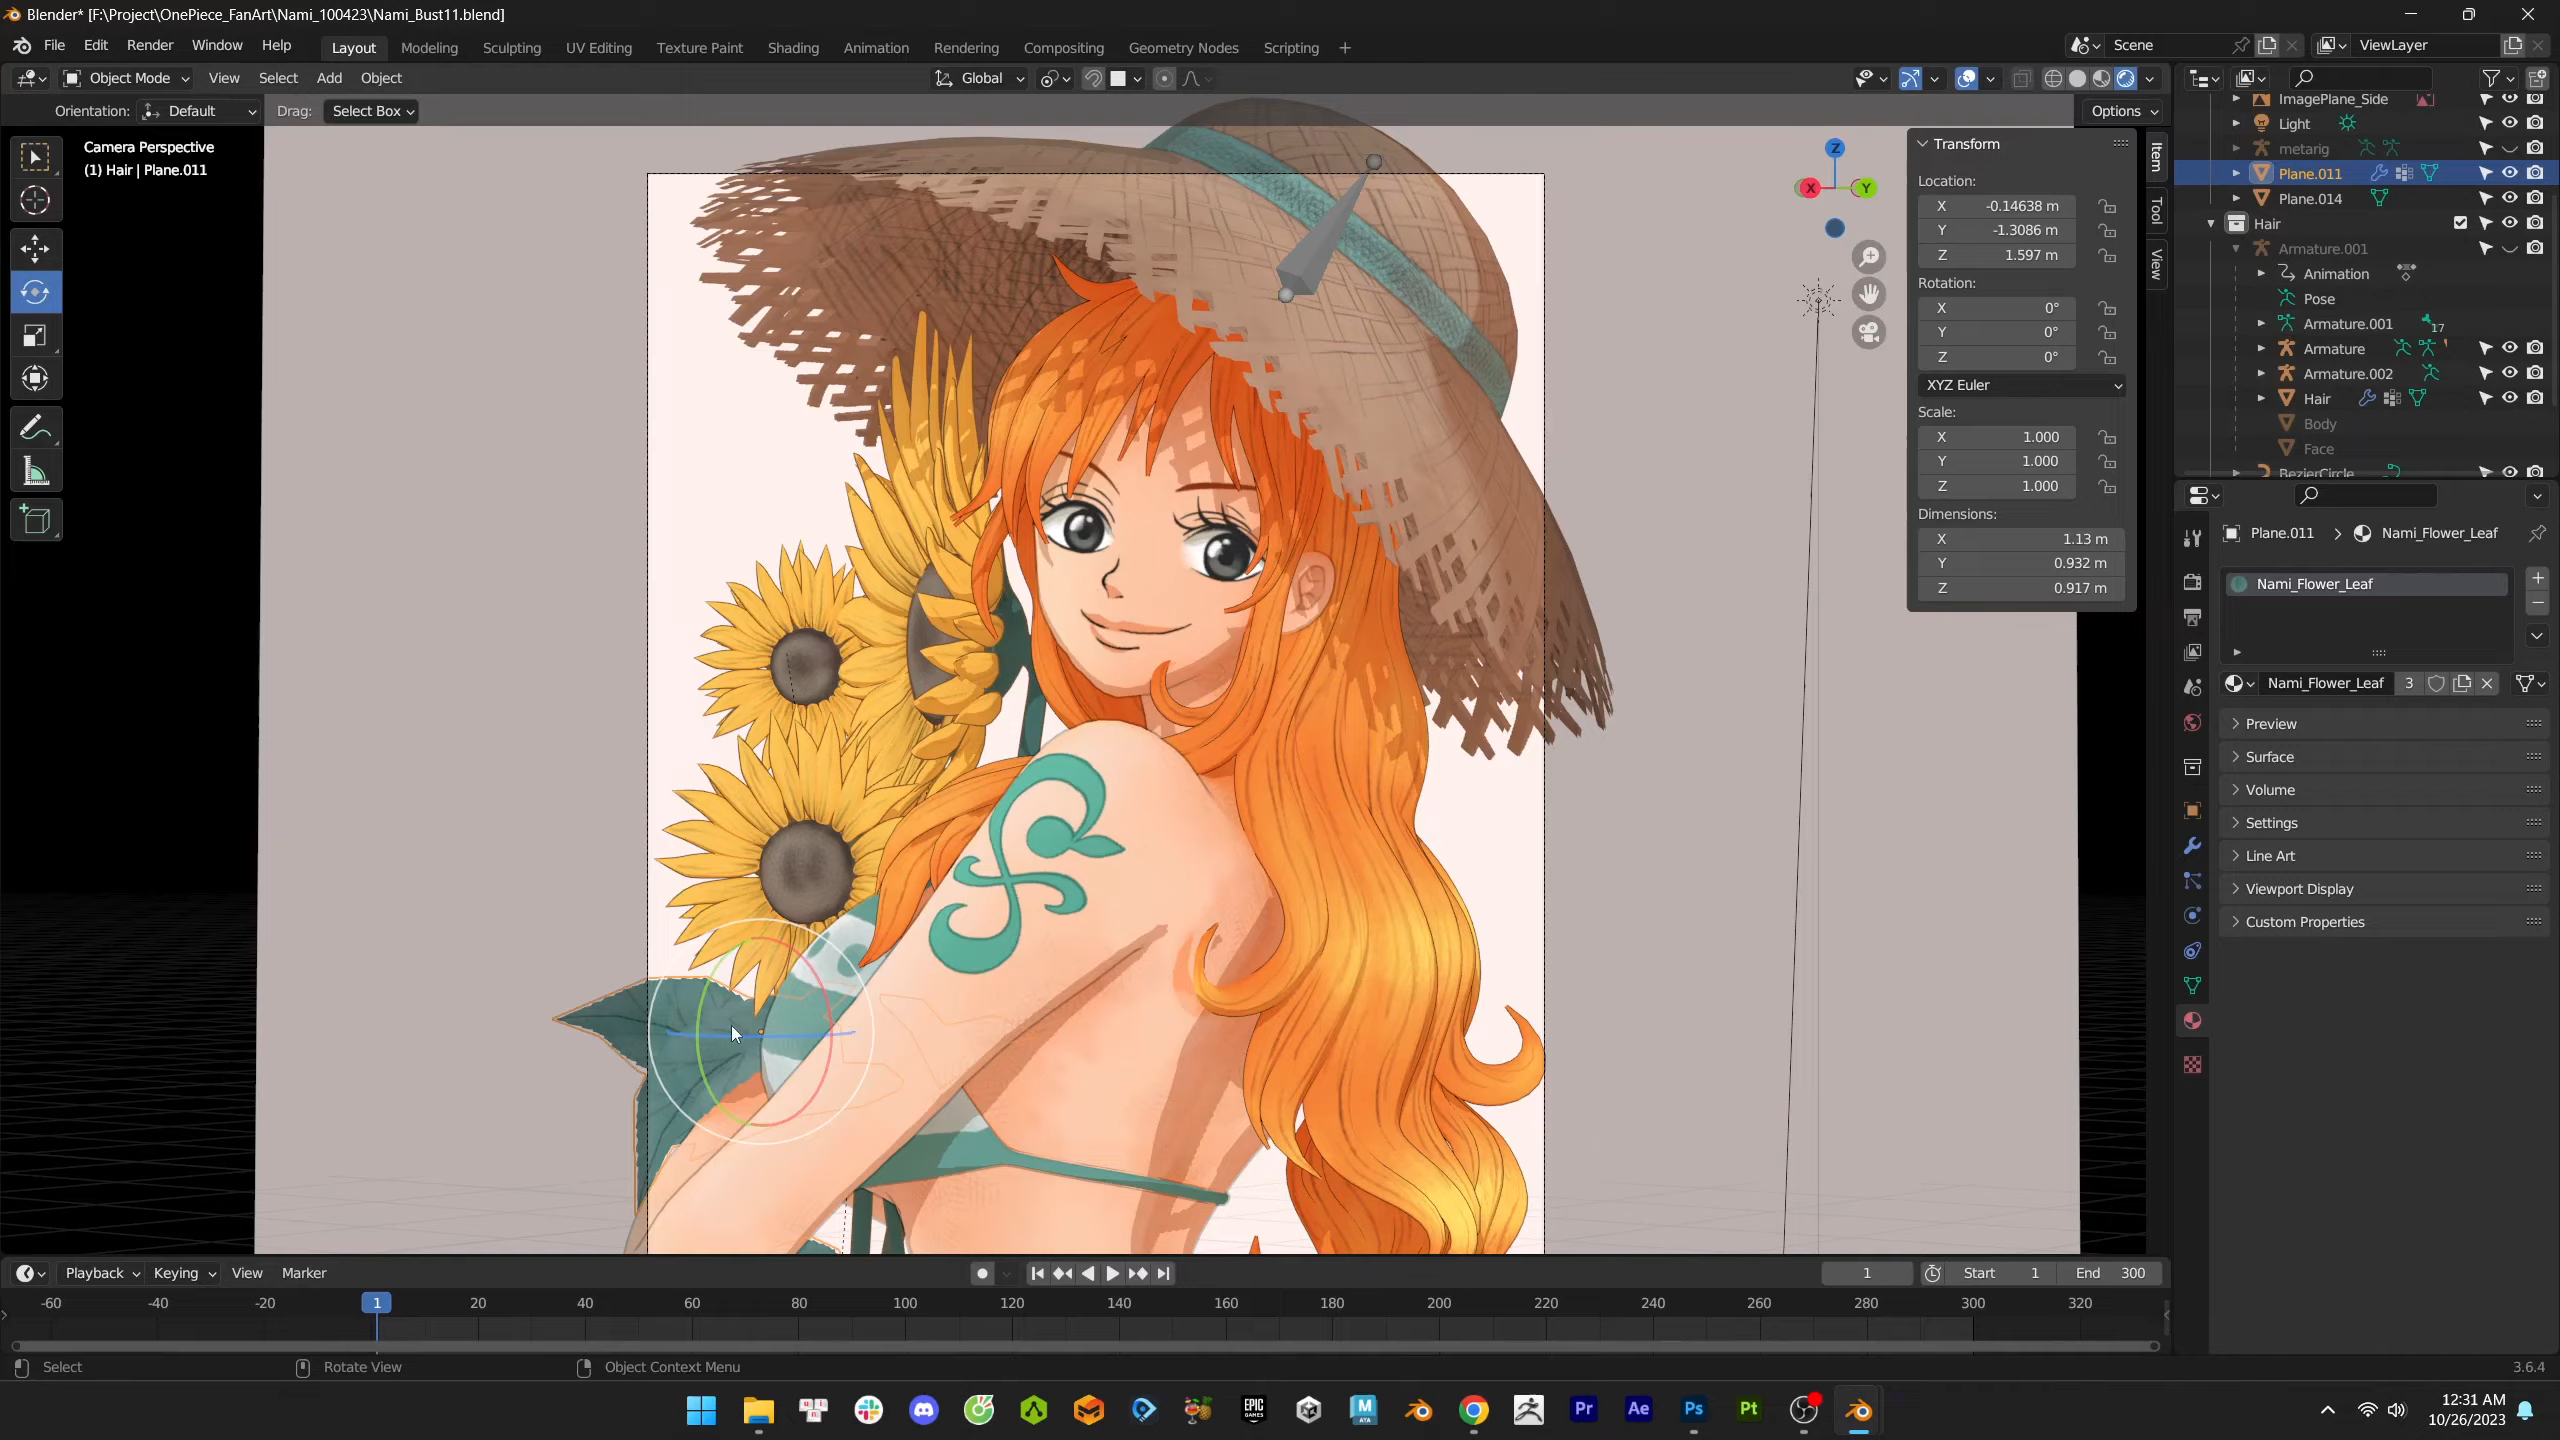 Blender* [F:\Project\OnePiece_FanArt\Nami_100423\Nami_Bust11.blend]
File Edit Render Window Help Layout Modeling Sculpting UV Editing Texture Paint Shading Animation Rendering Compositing Geometry Nodes Scripting + Scene ViewLayer
Object Mode View Select Add Object Global
Orientation: Default Drag: Select Box Options
Camera Perspective
(1) Hair | Plane.011
Z
X
Y
Transform
Location:
X -0.14638 m
Y -1.3086 m
Z 1.597 m
Rotation:
X 0°
Y 0°
Z 0°
XYZ Euler
Scale:
X 1.000
Y 1.000
Z 1.000
Dimensions:
X 1.13 m
Y 0.932 m
Z 0.917 m
Item
Tool
View
ImagePlane_Side
Light
metarig
Plane.011
Plane.014
Hair
Armature.001
Animation
Pose
Armature.001 17
Armature
Armature.002
Hair
Body
Face
BezierCircle
Plane.011 > Nami_Flower_Leaf
Nami_Flower_Leaf
Nami_Flower_Leaf 3
Preview
Surface
Volume
Settings
Line Art
Viewport Display
Custom Properties
Playback Keying View Marker 1 Start 1 End 300
-60 -40 -20 1 20 40 60 80 100 120 140 160 180 200 220 240 260 280 300 320
Select Rotate View Object Context Menu 3.6.4
EPIC GAMES
M
Pr
Ae
Ps
Pt
12:31 AM
10/26/2023